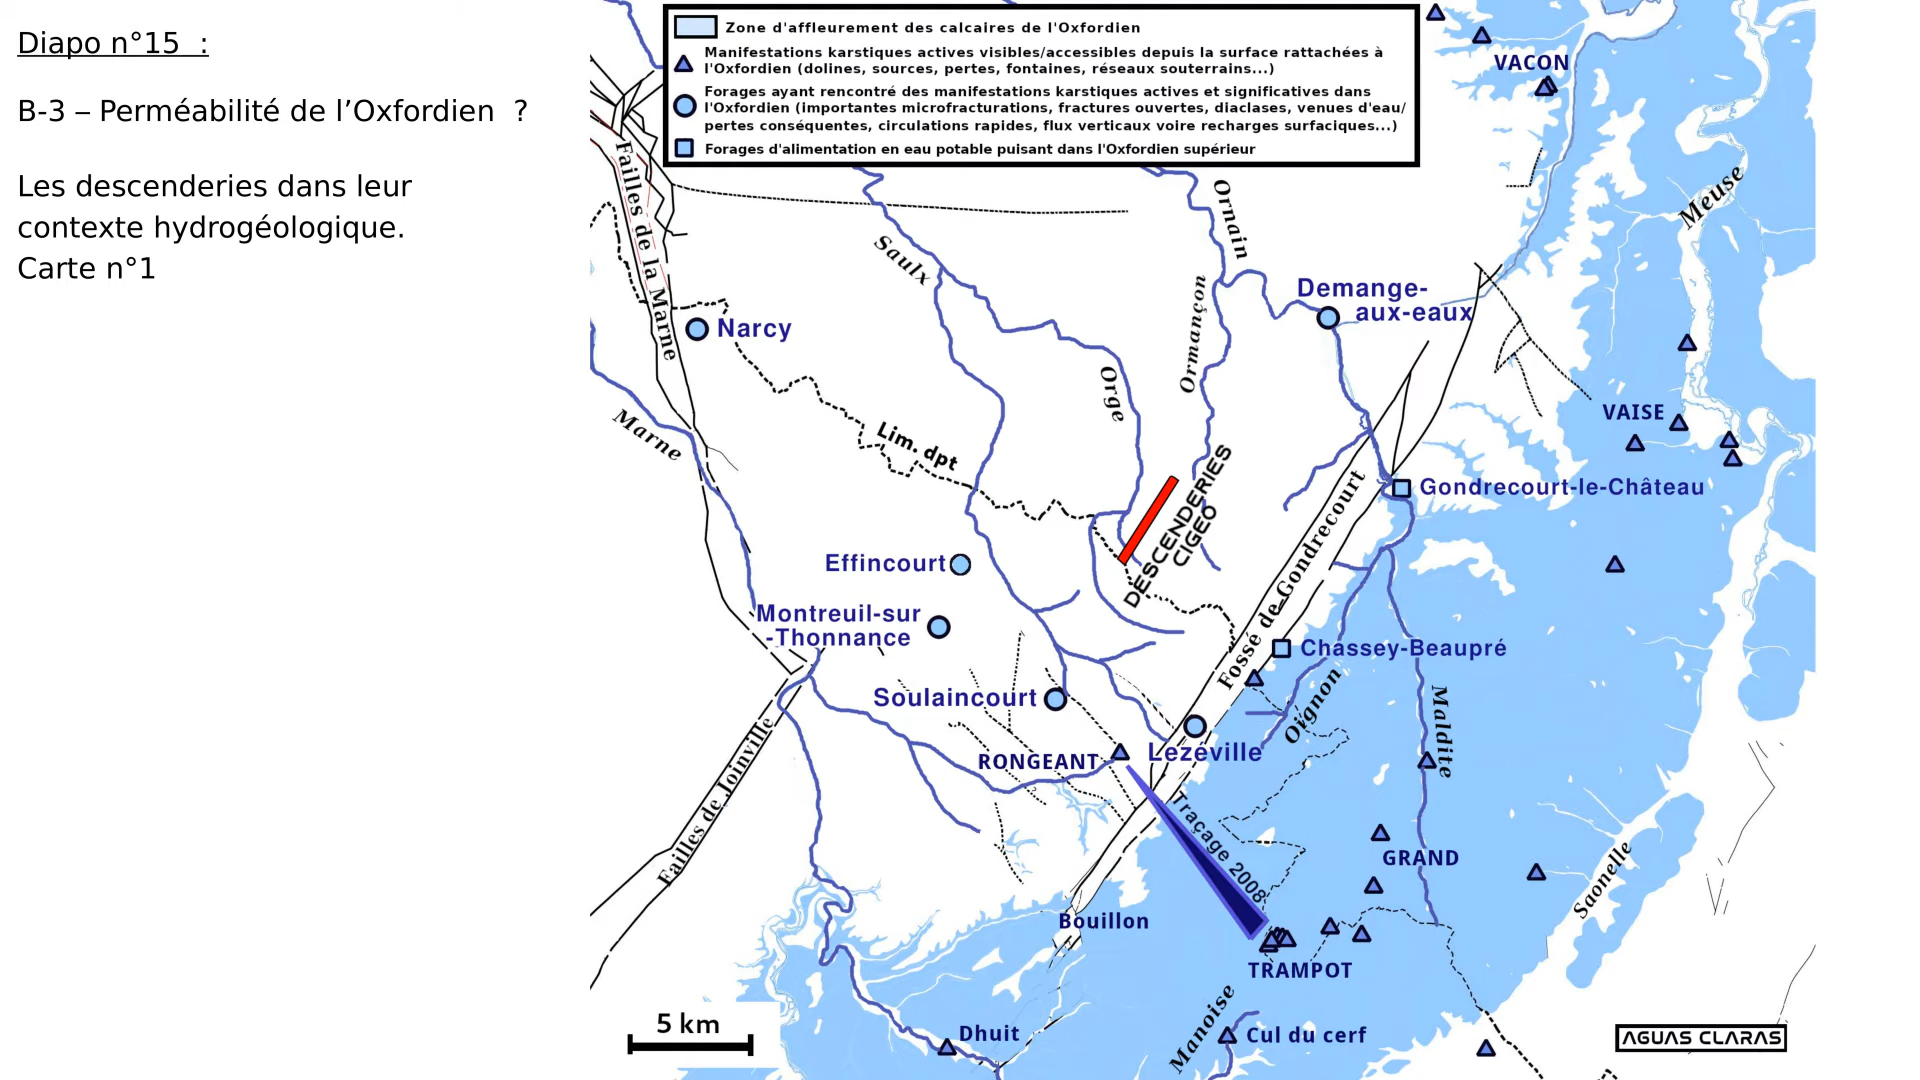 Diapo n°15  :
B-3 – Perméabilité de l’Oxfordien  ?
Les descenderies dans leur
contexte hydrogéologique.
Carte n°1
Zone d'affleurement des calcaires de l'Oxfordien
Manifestations karstiques actives visibles/accessibles depuis la surface rattachées à
l'Oxfordien (dolines, sources, pertes, fontaines, réseaux souterrains...)
Forages ayant rencontré des manifestations karstiques actives et significatives dans
l'Oxfordien (importantes microfracturations, fractures ouvertes, diaclases, venues d'eau/
pertes conséquentes, circulations rapides, flux verticaux voire recharges surfaciques...)
Forages d'alimentation en eau potable puisant dans l'Oxfordien supérieur
VACON
Meuse
Failles de la Marne
Saulx
Ornain
Ormançon
Demange-
aux-eaux
Narcy
Orge
Marne
Lim. dpt
VAISE
DESCENDERIES
CIGEO
Gondrecourt-le-Château
Fossé de Gondrecourt
Effincourt
Montreuil-sur
-Thonnance
Chassey-Beaupré
Soulaincourt
Oignon
Maldite
RONGEANT
Lezéville
Failles de Joinville
Traçage 2008
GRAND
Saonelle
Bouillon
TRAMPOT
Manoise
5 km
Dhuit
Cul du cerf
AGUAS CLARAS